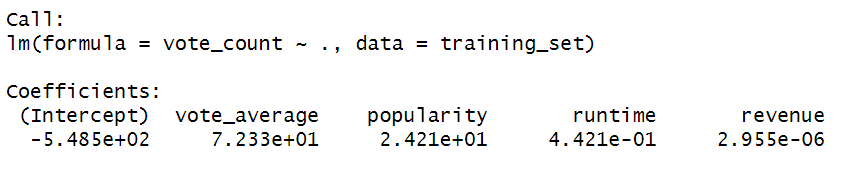 Call:
lm(formula = vote_count ~ ., data = training_set)
Coefficients:
(Intercept) vote_average popularity runtime revenue
-5.485e+02 7.233e+01 2.421e+01 4.421e-01 2.955e-06